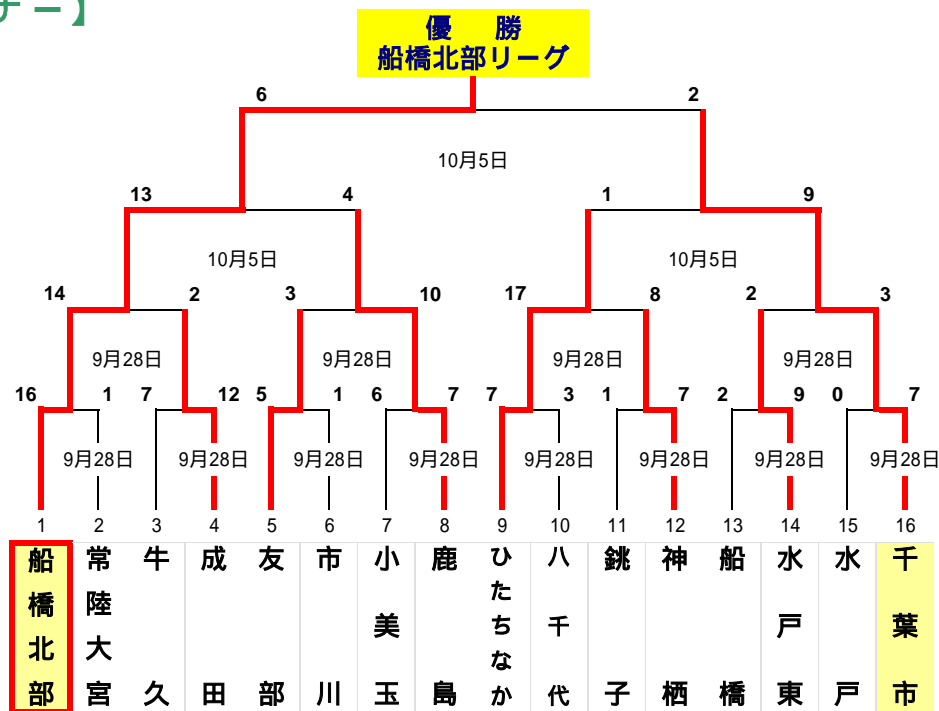 ナー】
優 勝
船橋北部リーグ
6 2
10月5日
13 4 1 9
10月5日 10月5日
14 2 3 10 17 8 2 3
9月28日 9月28日 9月28日 9月28日
16 1 7 12 5 1 6 7 7 3 1 7 2 9 0 7
9月28日 9月28日 9月28日 9月28日 9月28日 9月28日 9月28日 9月28日
1 2 3 4 5 6 7 8 9 10 11 12 13 14 15 16
船橋北部
常陸大宮
牛久
成田
友部
市川
小美玉
鹿島
ひたちなか
八千代
銚子
神栖
船橋
水戸東
水戸
千葉市